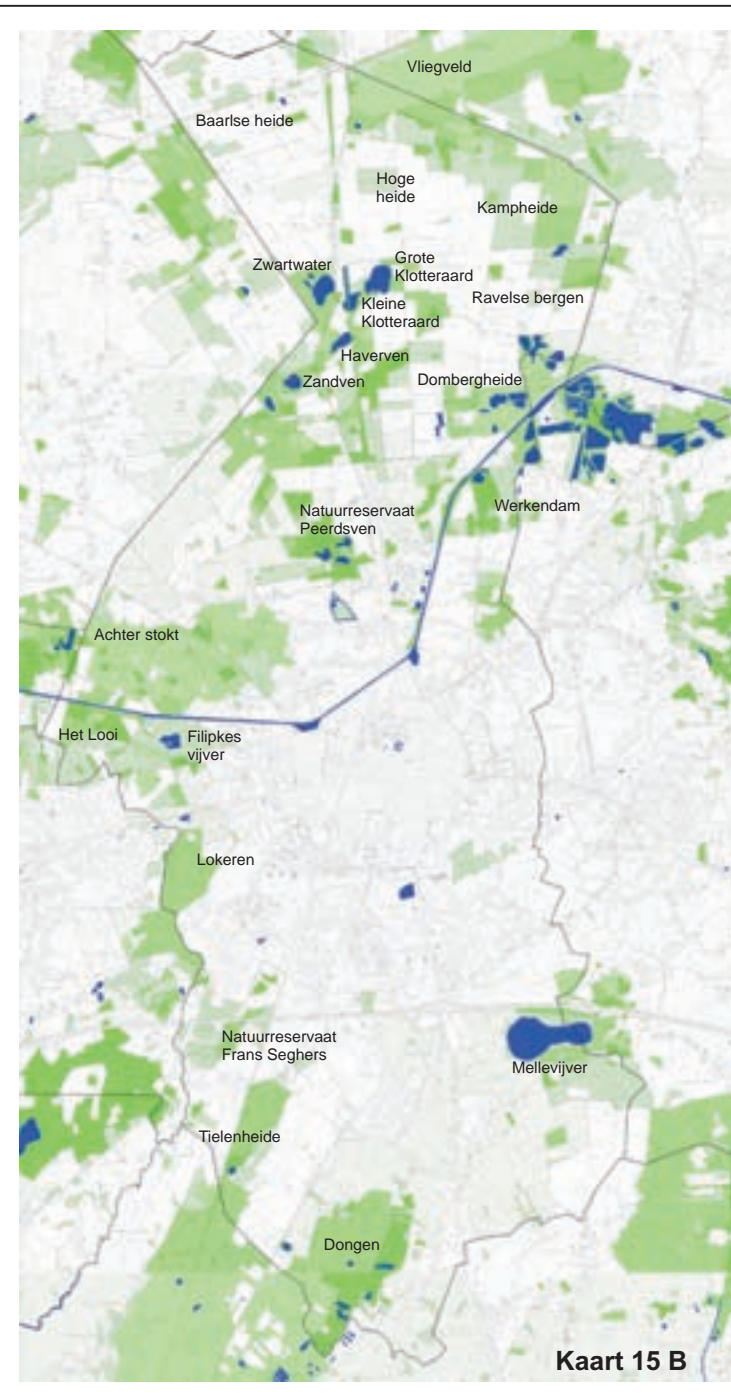 Vliegveld
Baarlse heide
Hoge
heide
Kampheide
Zwartwater
Grote
Klotteraard
Kleine
Klotteraard
Ravelse bergen
Haverven
Zandven
Dombergheide
Natuurreservaat
Peerdsven
Werkendam
Achter stokt
Het Looi
Filipkes
vijver
Lokeren
Natuurreservaat
Frans Seghers
Mellevijver
Tielenheide
Dongen
Kaart 15 B